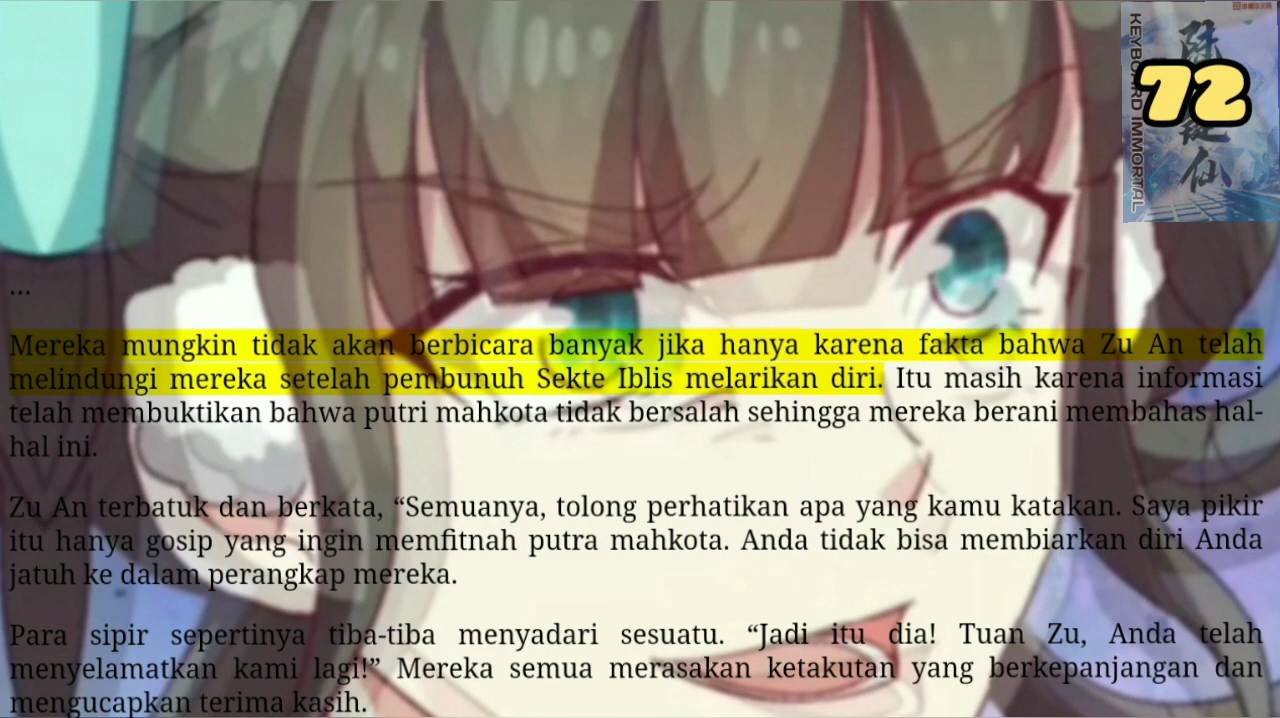 KEYBOARD IMMORTAL
72
仙
...
Mereka mungkin tidak akan berbicara banyak jika hanya karena fakta bahwa Zu An telah
melindungi mereka setelah pembunuh Sekte Iblis melarikan diri. Itu masih karena informasi
telah membuktikan bahwa putri mahkota tidak bersalah sehingga mereka berani membahas hal-
hal ini.
Zu An terbatuk dan berkata, “Semuanya, tolong perhatikan apa yang kamu katakan. Saya pikir
itu hanya gosip yang ingin memfitnah putra mahkota. Anda tidak bisa membiarkan diri Anda
jatuh ke dalam perangkap mereka.
Para sipir sepertinya tiba-tiba menyadari sesuatu. “Jadi itu dia! Tuan Zu, Anda telah
menyelamatkan kami lagi!” Mereka semua merasakan ketakutan yang berkepanjangan dan
mengucapkan terima kasih.